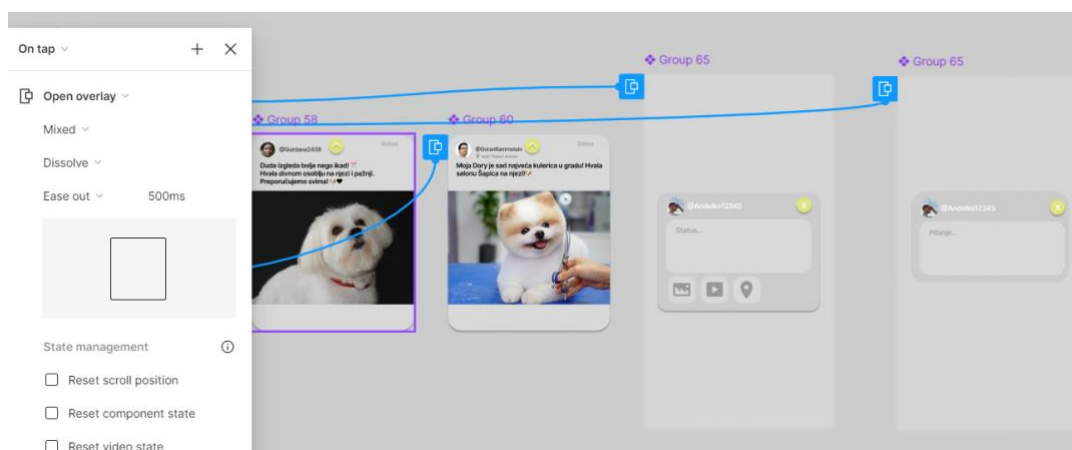 On tap
Open overlay
Mixed
Dissolve
Ease out 500ms
State management
Reset scroll position
Reset component state
Reset video state
Group 58
@Gordana2408
Status
Duda izgleda bolje nego ikad!
Hvala divnom osoblju na njezi i pažnji.
Preporučujemo svima!
Group 60
Status
Moja Dory je sad najveća kulerica u gradu! Hvala
salonu Šapica na njezi!
Group 65
@Andelko12345
X
Status...
Group 65
@Andelko12345
X
Pitanje...